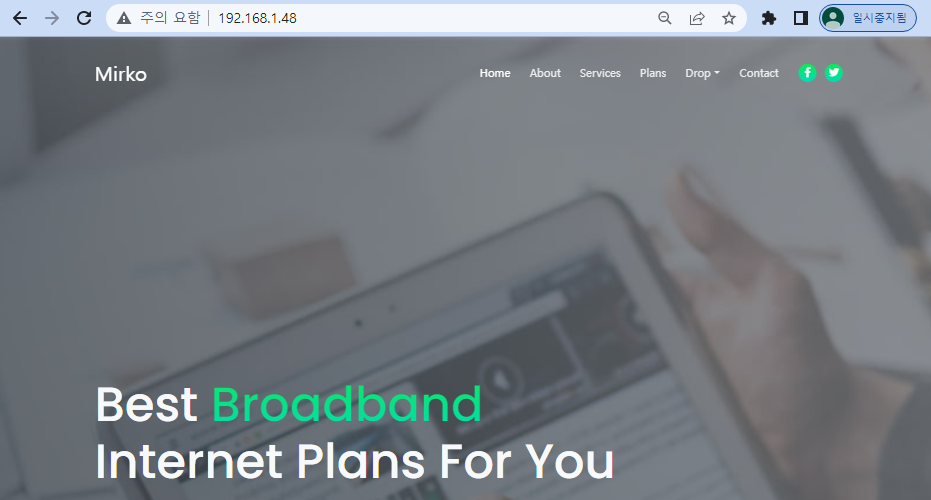 주의 요함 192.168.1.48
일시중지됨
Mirko
Home About Services Plans Drop Contact
Best Broadband
Internet Plans For You